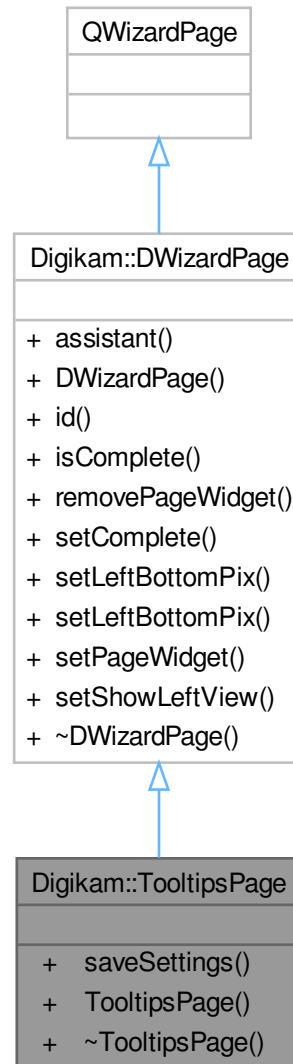 QWizardPage
Digikam::DWizardPage
+ assistant()
+ DWizardPage()
+ id()
+ isComplete()
+ removePageWidget()
+ setComplete()
+ setLeftBottomPix()
+ setLeftBottomPix()
+ setPageWidget()
+ setShowLeftView()
+ ~DWizardPage()
Digikam::TooltipsPage
+ saveSettings()
+ TooltipsPage()
+ ~TooltipsPage()